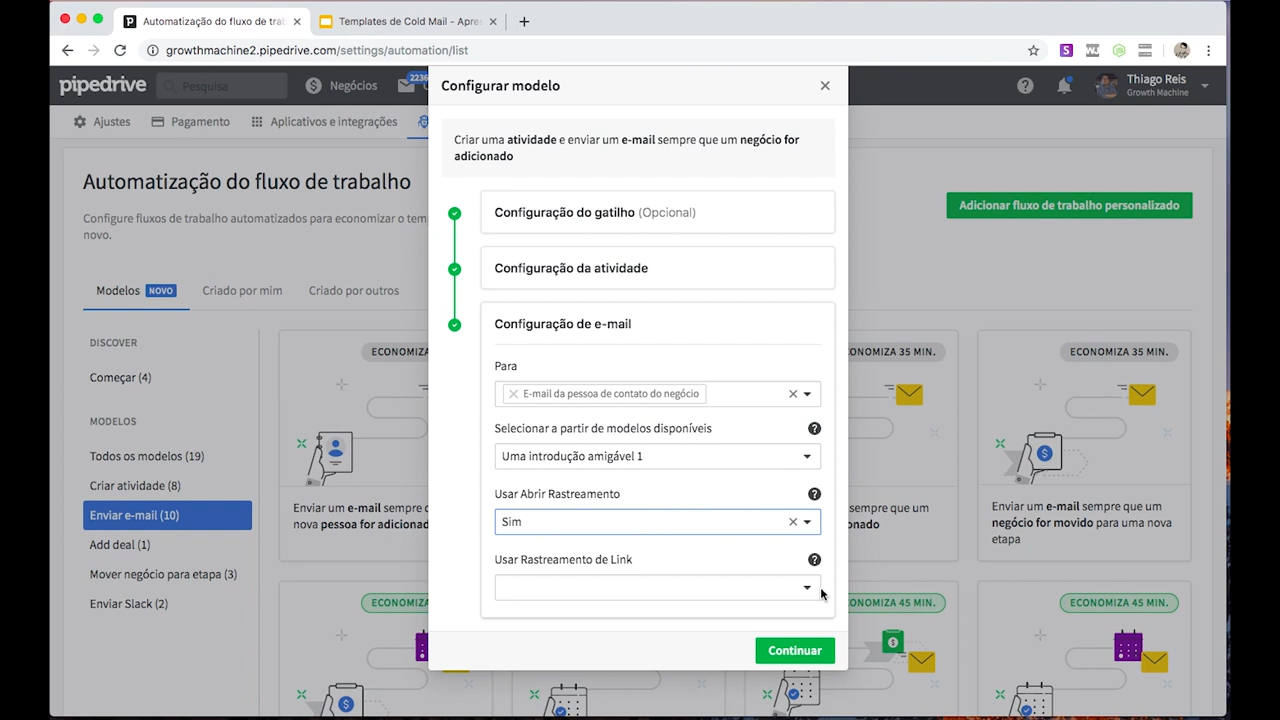 Automatização do fluxo de tra
Templates de Cold Mail - Apre
growthmachine2.pipedrive.com/settings/automation/list
pipedrive
Pesquisa
Negócios
2236
Thiago Reis
Growth Machine
Ajustes
Pagamento
Aplicativos e integrações
Automatização do fluxo de trabalho
Configure fluxos de trabalho automatizados para economizar o tem
novo.
Adicionar fluxo de trabalho personalizado
Modelos NOVO
Criado por mim
Criado por outros
DISCOVER
Começar (4)
MODELOS
Todos os modelos (19)
Criar atividade (8)
Enviar e-mail (10)
Add deal (1)
Mover negócio para etapa (3)
Enviar Slack (2)
Configurar modelo
Criar uma atividade e enviar um e-mail sempre que um negócio for
adicionado
Configuração do gatilho (Opcional)
Configuração da atividade
Configuração de e-mail
Para
E-mail da pessoa de contato do negócio
Selecionar a partir de modelos disponíveis
Uma introdução amigável 1
Usar Abrir Rastreamento
Sim
Usar Rastreamento de Link
Continuar
ECONOMIZA
Enviar um e-mail sempre
nova pessoa for adicionad
ONOMIZA 35 MIN.
sempre que um
cionado
ECONOMIZA 35 MIN.
Enviar um e-mail sempre que um
negócio for movido para uma nova
etapa
ECONOMI
ONOMIZA 45 MIN.
ECONOMIZA 45 MIN.